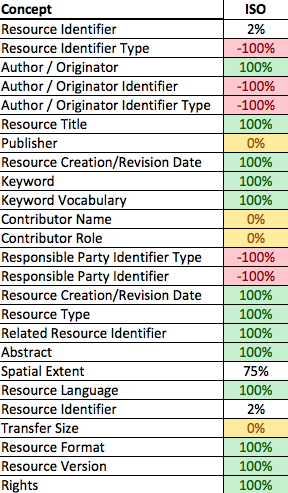 Concept ISO
Resource Identifier 2%
Resource Identifier Type -100%
Author / Originator 100%
Author / Originator Identifier -100%
Author / Originator Identifier Type -100%
Resource Title 100%
Publisher 0%
Resource Creation/Revision Date 100%
Keyword 100%
Keyword Vocabulary 100%
Contributor Name 0%
Contributor Role 0%
Responsible Party Identifier Type -100%
Responsible Party Identifier -100%
Resource Creation/Revision Date 100%
Resource Type 100%
Related Resource Identifier 100%
Abstract 100%
Spatial Extent 75%
Resource Language 100%
Resource Identifier 2%
Transfer Size 0%
Resource Format 100%
Resource Version 100%
Rights 100%